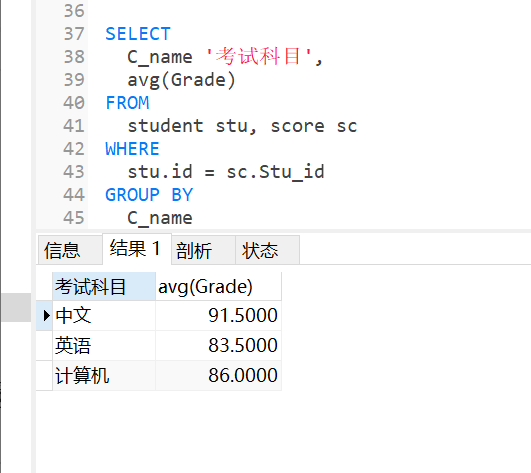 36
37 SELECT
38 C_name '考试科目',
39 avg(Grade)
40 FROM
41 student stu, score sc
42 WHERE
43 stu.id = sc.Stu_id
44 GROUP BY
45 C_name
信息 结果 1 剖析 状态
考试科目 avg(Grade)
中文 91.5000
英语 83.5000
计算机 86.0000